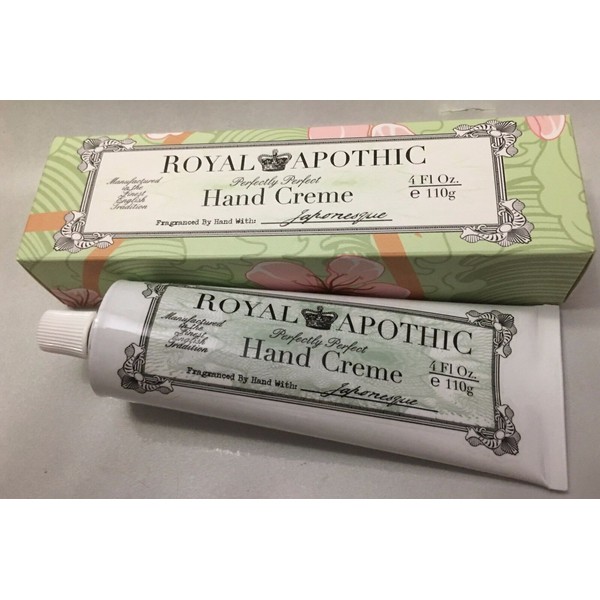 ROYAL APOTHIC
Manufactured
in the
Finest
English
Tradition
Perfectly Perfect
Hand Creme
4 Fl Oz.
e 110g
Fragranced By Hand With: Japonesque
ROYAL APOTHIC
Manufactured
in the
Finest
English
Tradition
Perfectly Perfect
Hand Creme
4 Fl Oz.
e 110g
Fragranced By Hand With: Japonesque